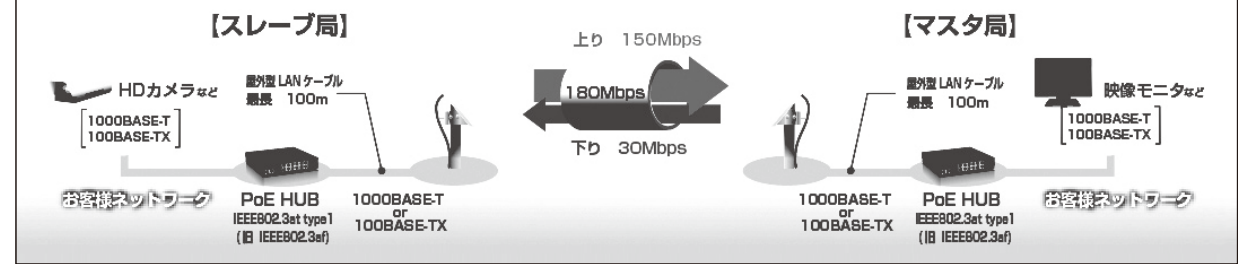 【スレーブ局】
HDカメラなど
1000BASE-T
100BASE-TX
お客様ネットワーク
屋外型 LAN ケーブル
最長 100m
PoE HUB
IEEE802.3at type1
(旧 IEEE802.3af)
1000BASE-T
or
100BASE-TX
上り 150Mbps
180Mbps
下り 30Mbps
【マスタ局】
屋外型 LAN ケーブル
最長 100m
1000BASE-T
or
100BASE-TX
PoE HUB
IEEE802.3at type1
(旧 IEEE802.3af)
映像モニタなど
1000BASE-T
100BASE-TX
お客様ネットワーク